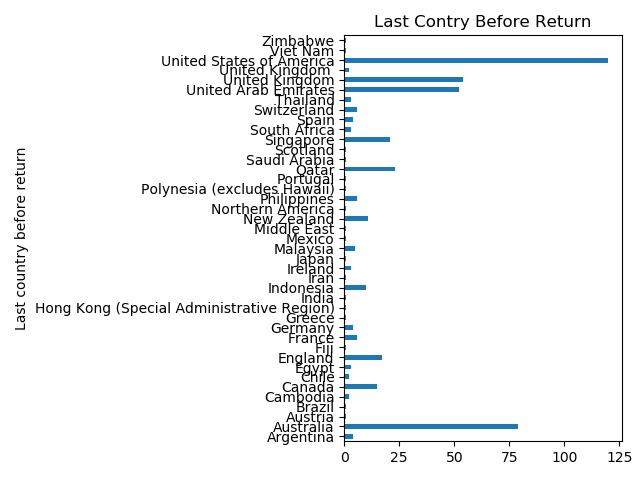 Last Contry Before Return
Zimbabwe
Viet Nam
United States of America
United Kingdom
United Kingdom
United Arab Emirates
Thailand
Switzerland
Spain
South Africa
Singapore
Scotland
Saudi Arabia
Qatar
Portugal
Polynesia (excludes Hawaii)
Philippines
Northern America
New Zealand
Middle East
Mexico
Malaysia
Japan
Ireland
Iran
Indonesia
India
Hong Kong (Special Administrative Region)
Greece
Germany
France
Fiji
England
Egypt
Chile
Canada
Cambodia
Brazil
Austria
Australia
Argentina
Last country before return
0 25 50 75 100 125